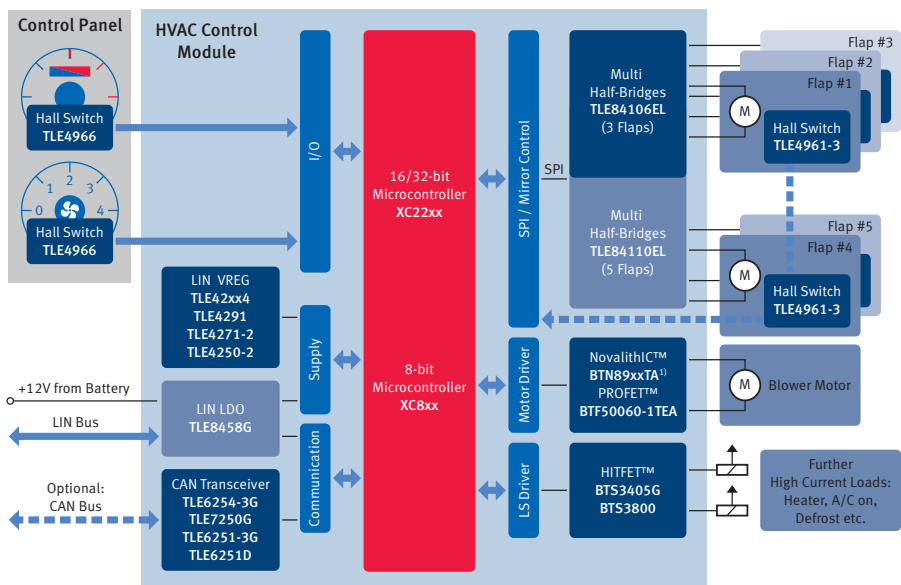 Control Panel
Hall Switch
TLE4966
0
1
2
3
4
Hall Switch
TLE4966
HVAC Control
Module
I/O
LIN VREG
TLE42xx4
TLE4291
TLE4271-2
TLE4250-2
Supply
+12V from Battery
LIN LDO
TLE8458G
LIN Bus
Communication
Optional:
CAN Bus
CAN Transceiver
TLE6254-3G
TLE7250G
TLE6251-3G
TLE6251D
16/32-bit
Microcontroller
XC22xx
8-bit
Microcontroller
XC8xx
SPI / Mirror Control
SPI
Multi
Half-Bridges
TLE84106EL
(3 Flaps)
Multi
Half-Bridges
TLE84110EL
(5 Flaps)
Flap #3
Flap #2
Flap #1
M
Hall Switch
TLE4961-3
Flap #5
Flap #4
M
Hall Switch
TLE4961-3
Motor Driver
NovalithIC™
BTN89xxTA¹⁾
PROFET™
BTF50060-1TEA
M
Blower Motor
LS Driver
HITFET™
BTS3405G
BTS3800
Further
High Current Loads:
Heater, A/C on,
Defrost etc.